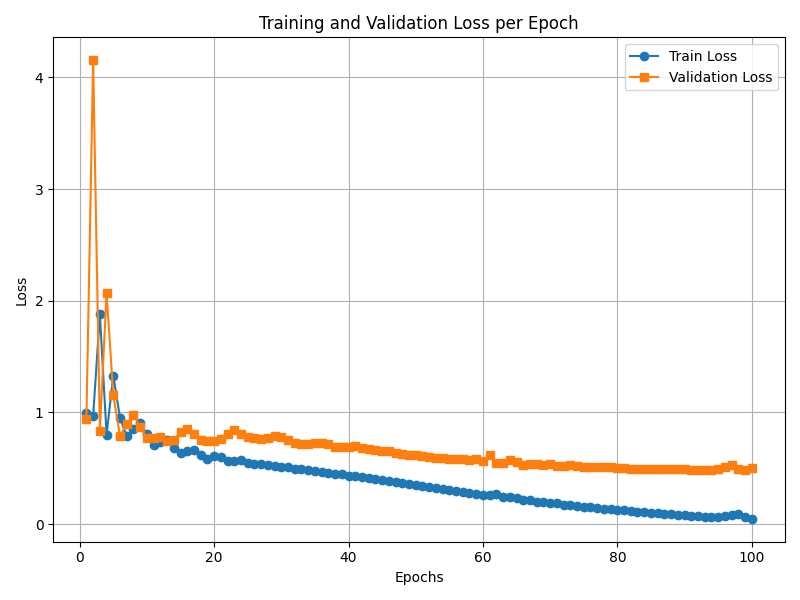 Training and Validation Loss per Epoch
Train Loss
Validation Loss
4
3
2
1
0
Loss
0 20 40 60 80 100
Epochs